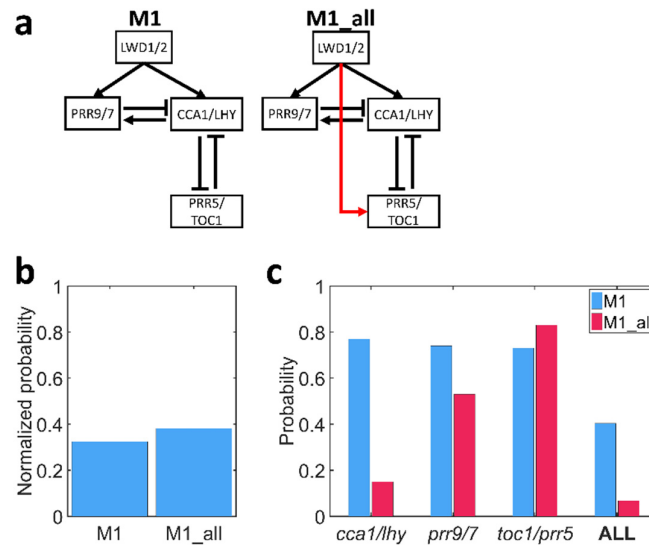 a
M1
M1_all
LWD1/2
LWD1/2
PRR9/7
CCA1/LHY
PRR9/7
CCA1/LHY
PRR5/
TOC1
PRR5/
TOC1
b
Normalized probability
1
0.8
0.6
0.4
0.2
0
M1
M1_all
c
Probability
1
0.8
0.6
0.4
0.2
0
M1
M1_all
cca1/lhy
prr9/7
toc1/prr5
ALL